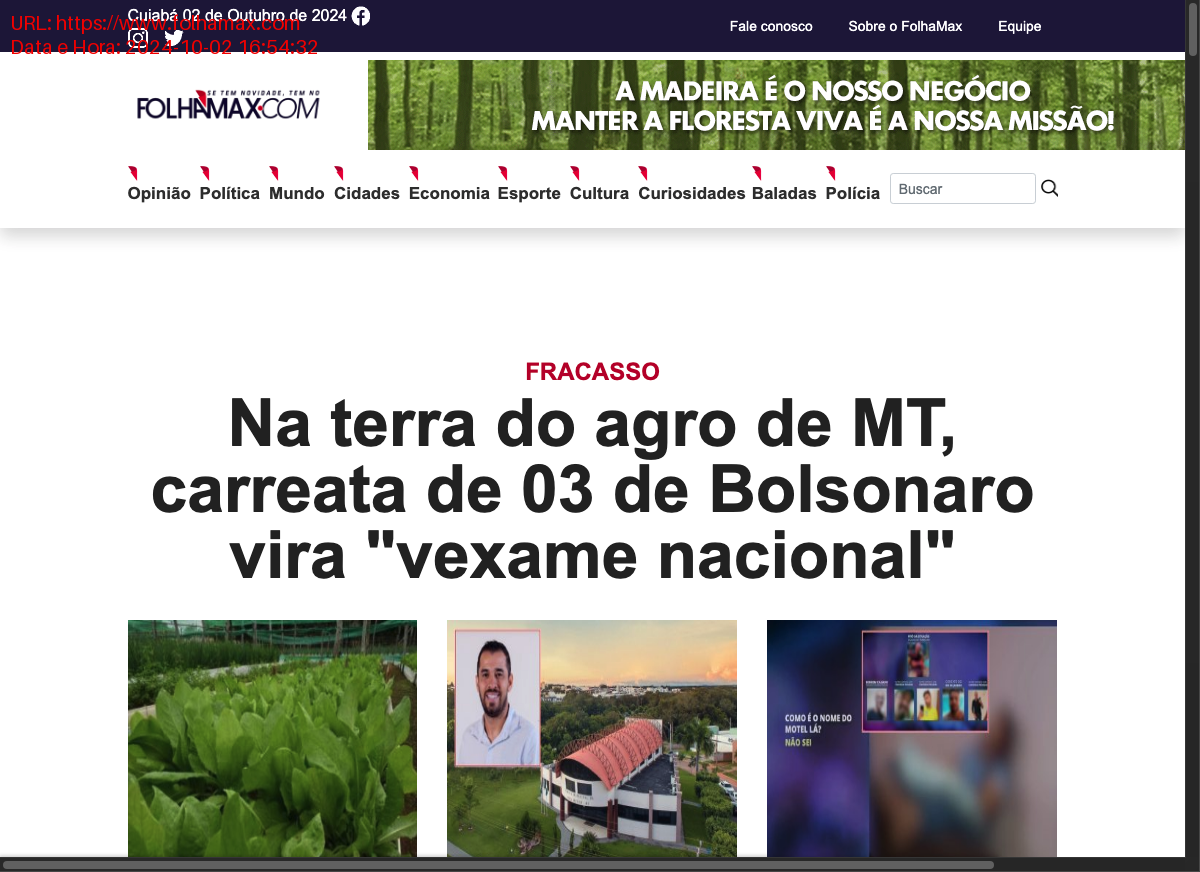 Cuiabá 02 de Outubro de 2024
URL: https://www.folhamax.com
Data e Hora: 2024-10-02 16:54:32
Fale conosco
Sobre o FolhaMax
Equipe
SE TEM NOVIDADE, TEM NO
FOLHAMAX.COM
A MADEIRA É O NOSSO NEGÓCIO
MANTER A FLORESTA VIVA É A NOSSA MISSÃO!
Opinião Política Mundo Cidades Economia Esporte Cultura Curiosidades Baladas Polícia
Buscar
FRACASSO
Na terra do agro de MT,
carreata de 03 de Bolsonaro
vira "vexame nacional"
COMO É O NOME DO
MOTEL LÁ?
NÃO SEI